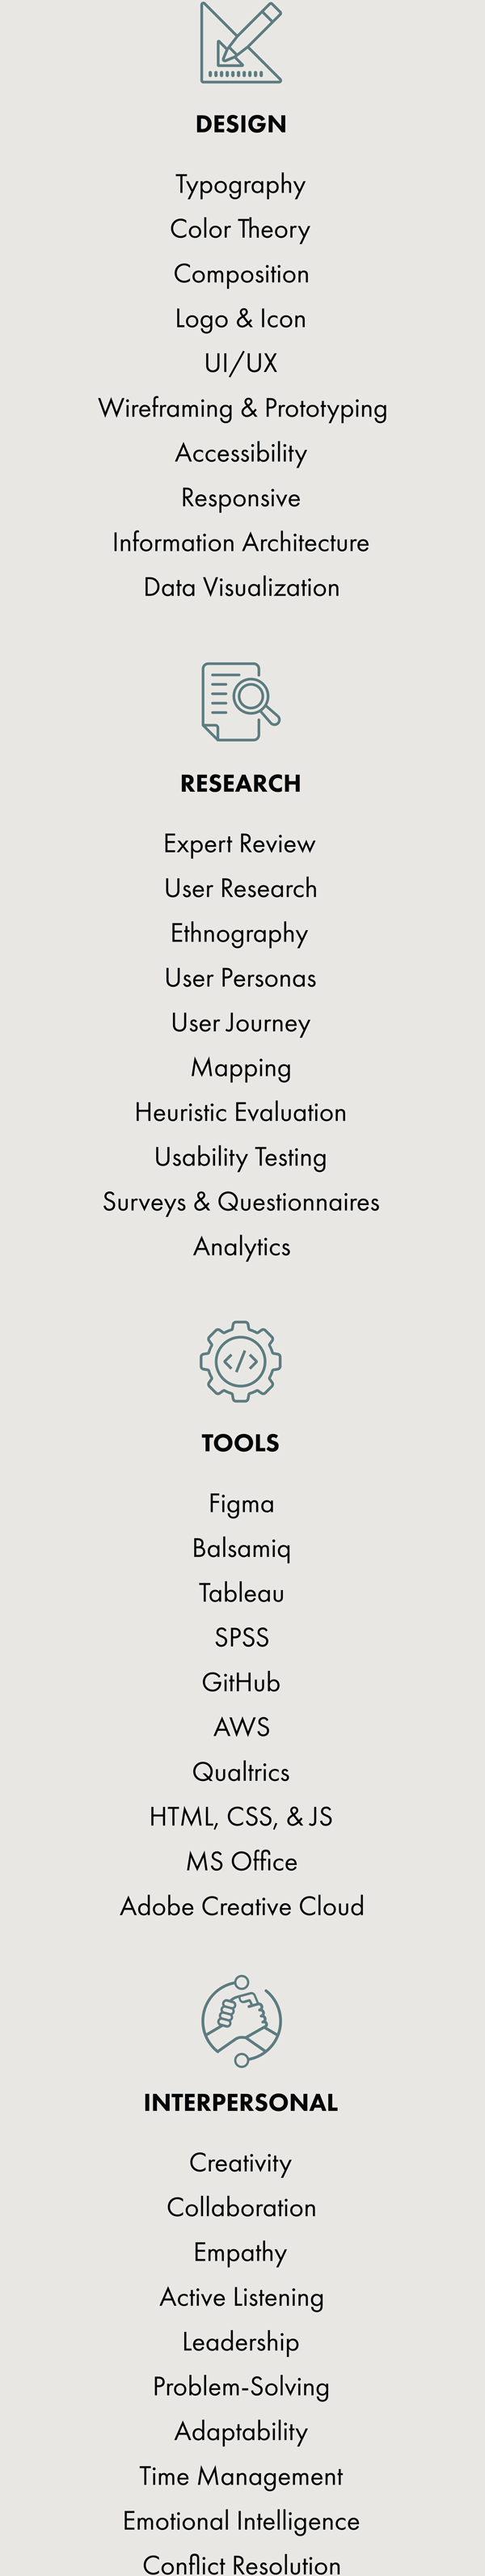 DESIGN
Typography
Color Theory
Composition
Logo & Icon
UI/UX
Wireframing & Prototyping
Accessibility
Responsive
Information Architecture
Data Visualization
RESEARCH
Expert Review
User Research
Ethnography
User Personas
User Journey
Mapping
Heuristic Evaluation
Usability Testing
Surveys & Questionnaires
Analytics
</>
TOOLS
Figma
Balsamiq
Tableau
SPSS
GitHub
AWS
Qualtrics
HTML, CSS, & JS
MS Office
Adobe Creative Cloud
INTERPERSONAL
Creativity
Collaboration
Empathy
Active Listening
Leadership
Problem-Solving
Adaptability
Time Management
Emotional Intelligence
Conflict Resolution